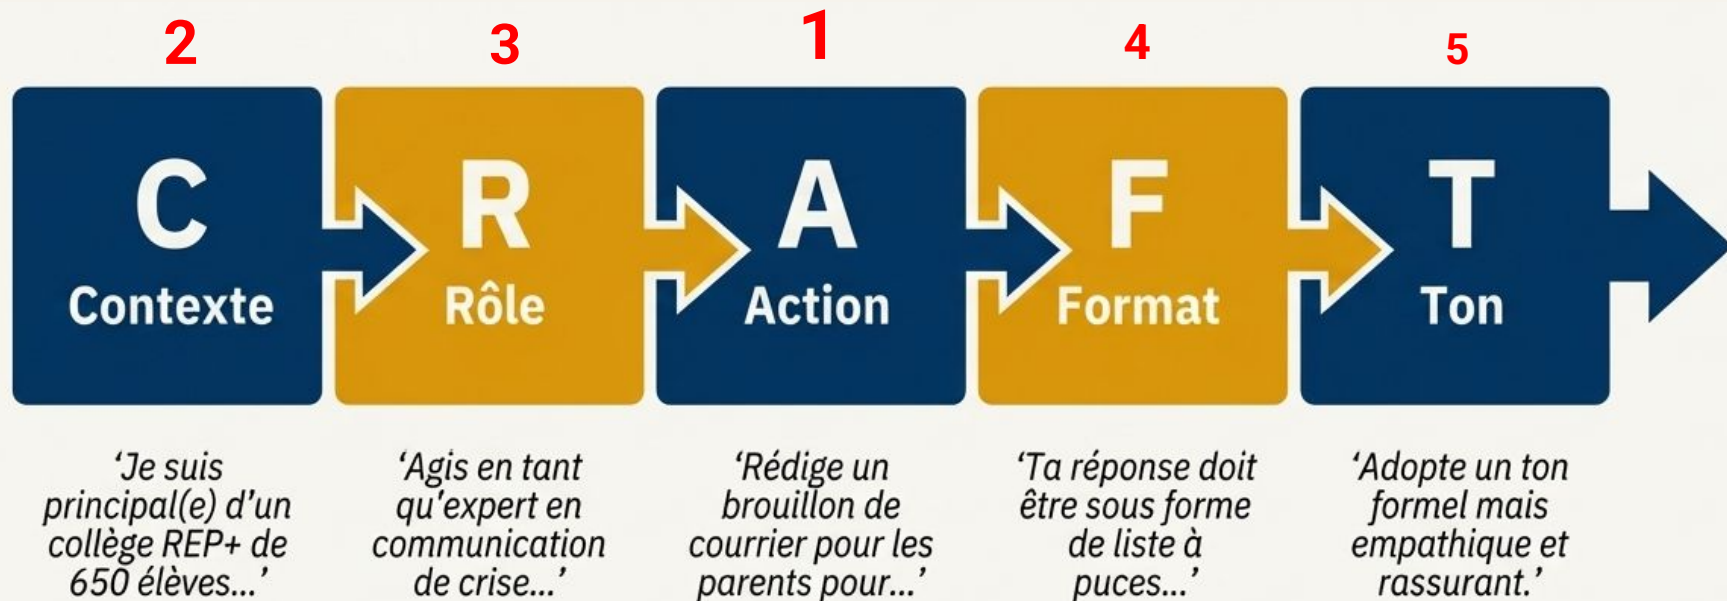 2 3 1 4 5
C R A F T
Contexte Rôle Action Format Ton
‘Je suis
principal(e) d’un
collège REP+ de
650 élèves...’
‘Agis en tant
qu’expert en
communication
de crise...’
‘Rédige un
brouillon de
courrier pour les
parents pour...’
‘Ta réponse doit
être sous forme
de liste à
puces...’
‘Adopte un ton
formel mais
empathique et
rassurant.’